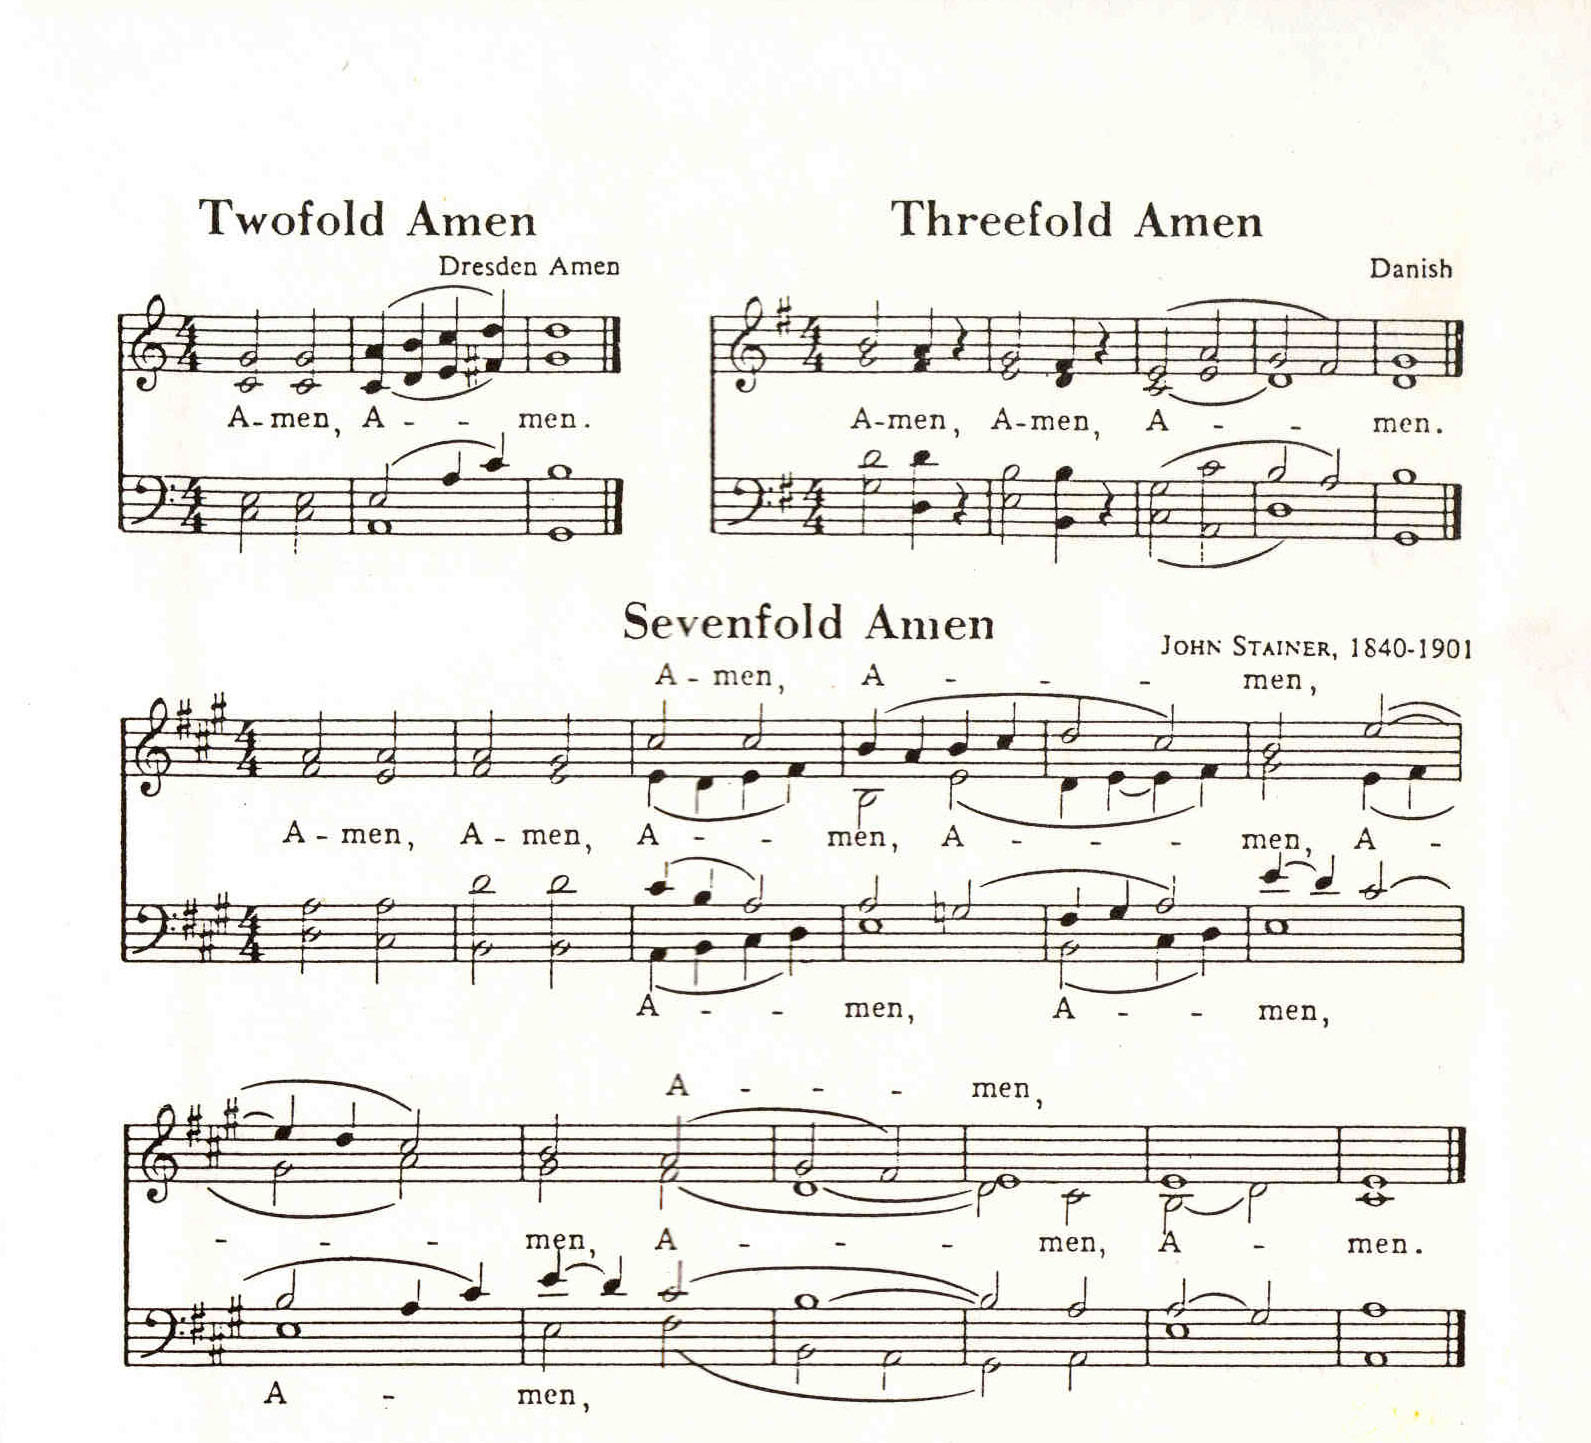 Twofold Amen
Dresden Amen
A-men, A - - men.
Threefold Amen
Danish
A-men, A-men, A - - men.
Sevenfold Amen
JOHN STAINER, 1840-1901
A - men, A - - - men,
A - men, A - men, A - - men, A - - - men, A -
A - - men, A - - men,
A - - - men,
- - - men, A - - - men, A - men.
A - men,